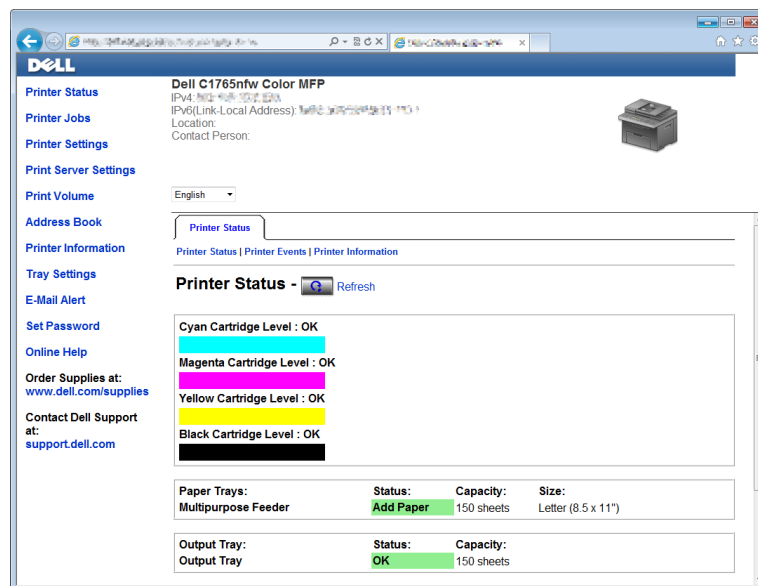 DELL
Printer Status
Printer Jobs
Printer Settings
Print Server Settings
Print Volume
Address Book
Printer Information
Tray Settings
E-Mail Alert
Set Password
Online Help
Order Supplies at:
www.dell.com/supplies
Contact Dell Support
at:
support.dell.com
Dell C1765nfw Color MFP
IPv4:
IPv6(Link-Local Address):
Location:
Contact Person:
English
Printer Status
Printer Status | Printer Events | Printer Information
Printer Status - Refresh
Cyan Cartridge Level : OK
Magenta Cartridge Level : OK
Yellow Cartridge Level : OK
Black Cartridge Level : OK
Paper Trays: Status: Capacity: Size:
Multipurpose Feeder Add Paper 150 sheets Letter (8.5 x 11")
Output Tray: Status: Capacity:
Output Tray OK 150 sheets